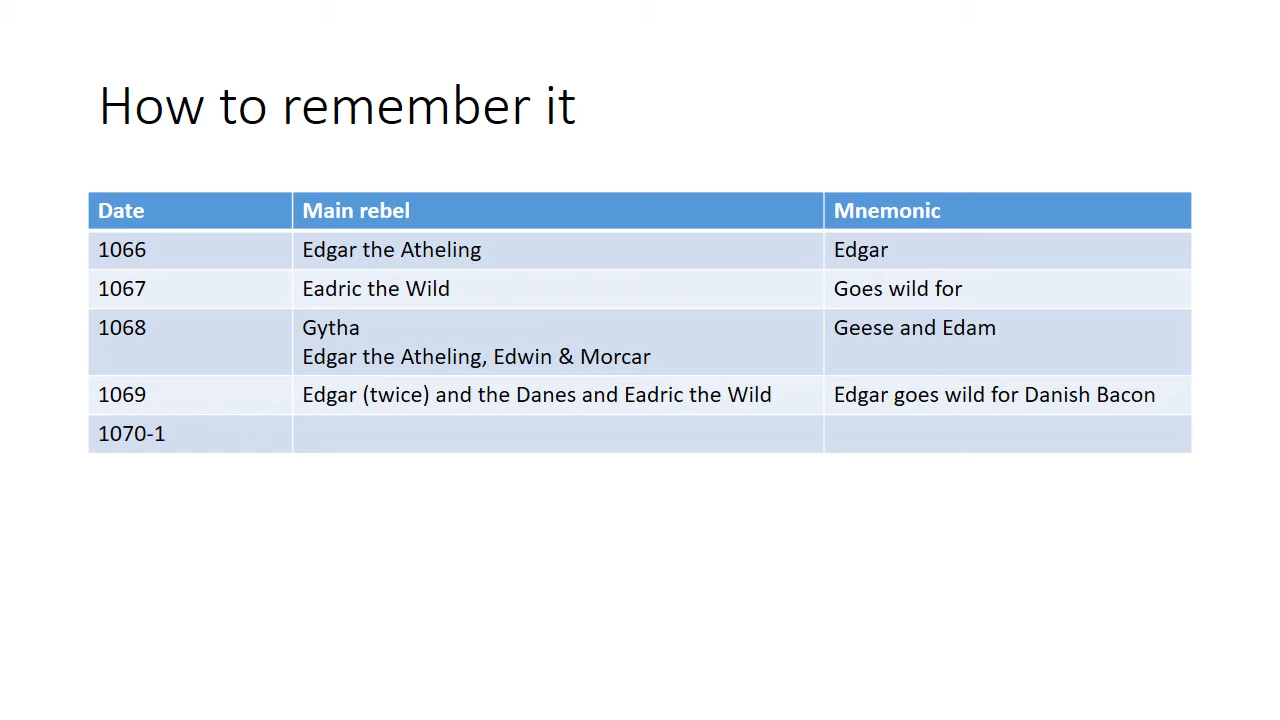 How to remember it
Date Main rebel Mnemonic
1066 Edgar the Atheling Edgar
1067 Eadric the Wild Goes wild for
1068 Gytha Geese and Edam
Edgar the Atheling, Edwin & Morcar
1069 Edgar (twice) and the Danes and Eadric the Wild Edgar goes wild for Danish Bacon
1070-1